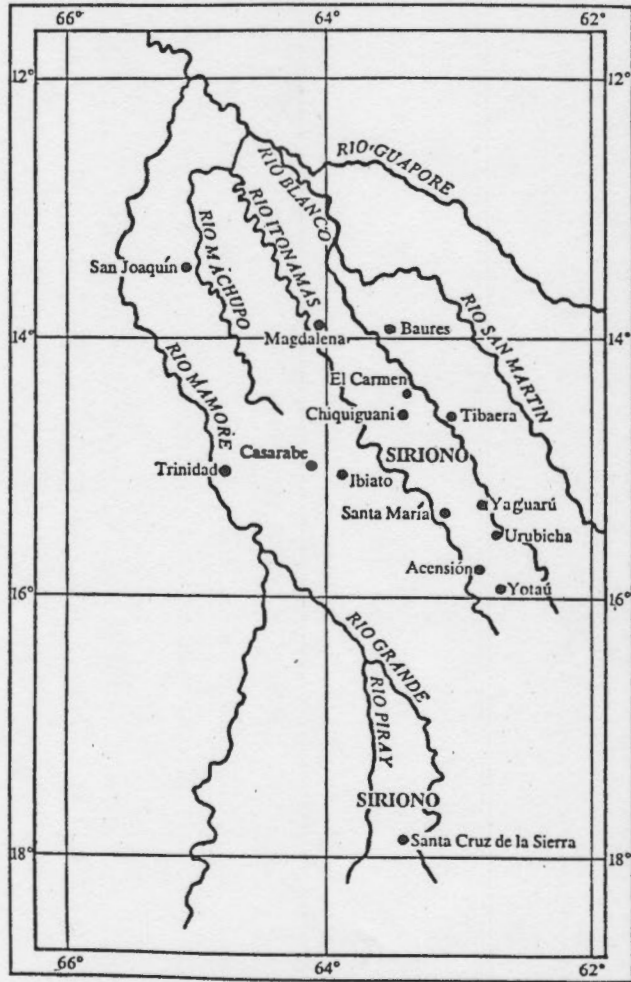 66° 64° 62°
12° 12°
RIO GUAPORE
RIO BLANCO
RIO ITONAMAS
RIO MACHUPO
San Joaquín
RIO SAN MARTIN
Baures
14° 14°
Magdalena
RIO MAMORE
El Carmen
Chiquiguani
Tibaera
SIRIONO
Casarabe
Trinidad
Ibiato
Yaguarú
Santa María
Urubicha
Acensión
Yotaú
16° 16°
RIO GRANDE
RIO PIRAY
SIRIONO
Santa Cruz de la Sierra
18° 18°
66° 64° 62°